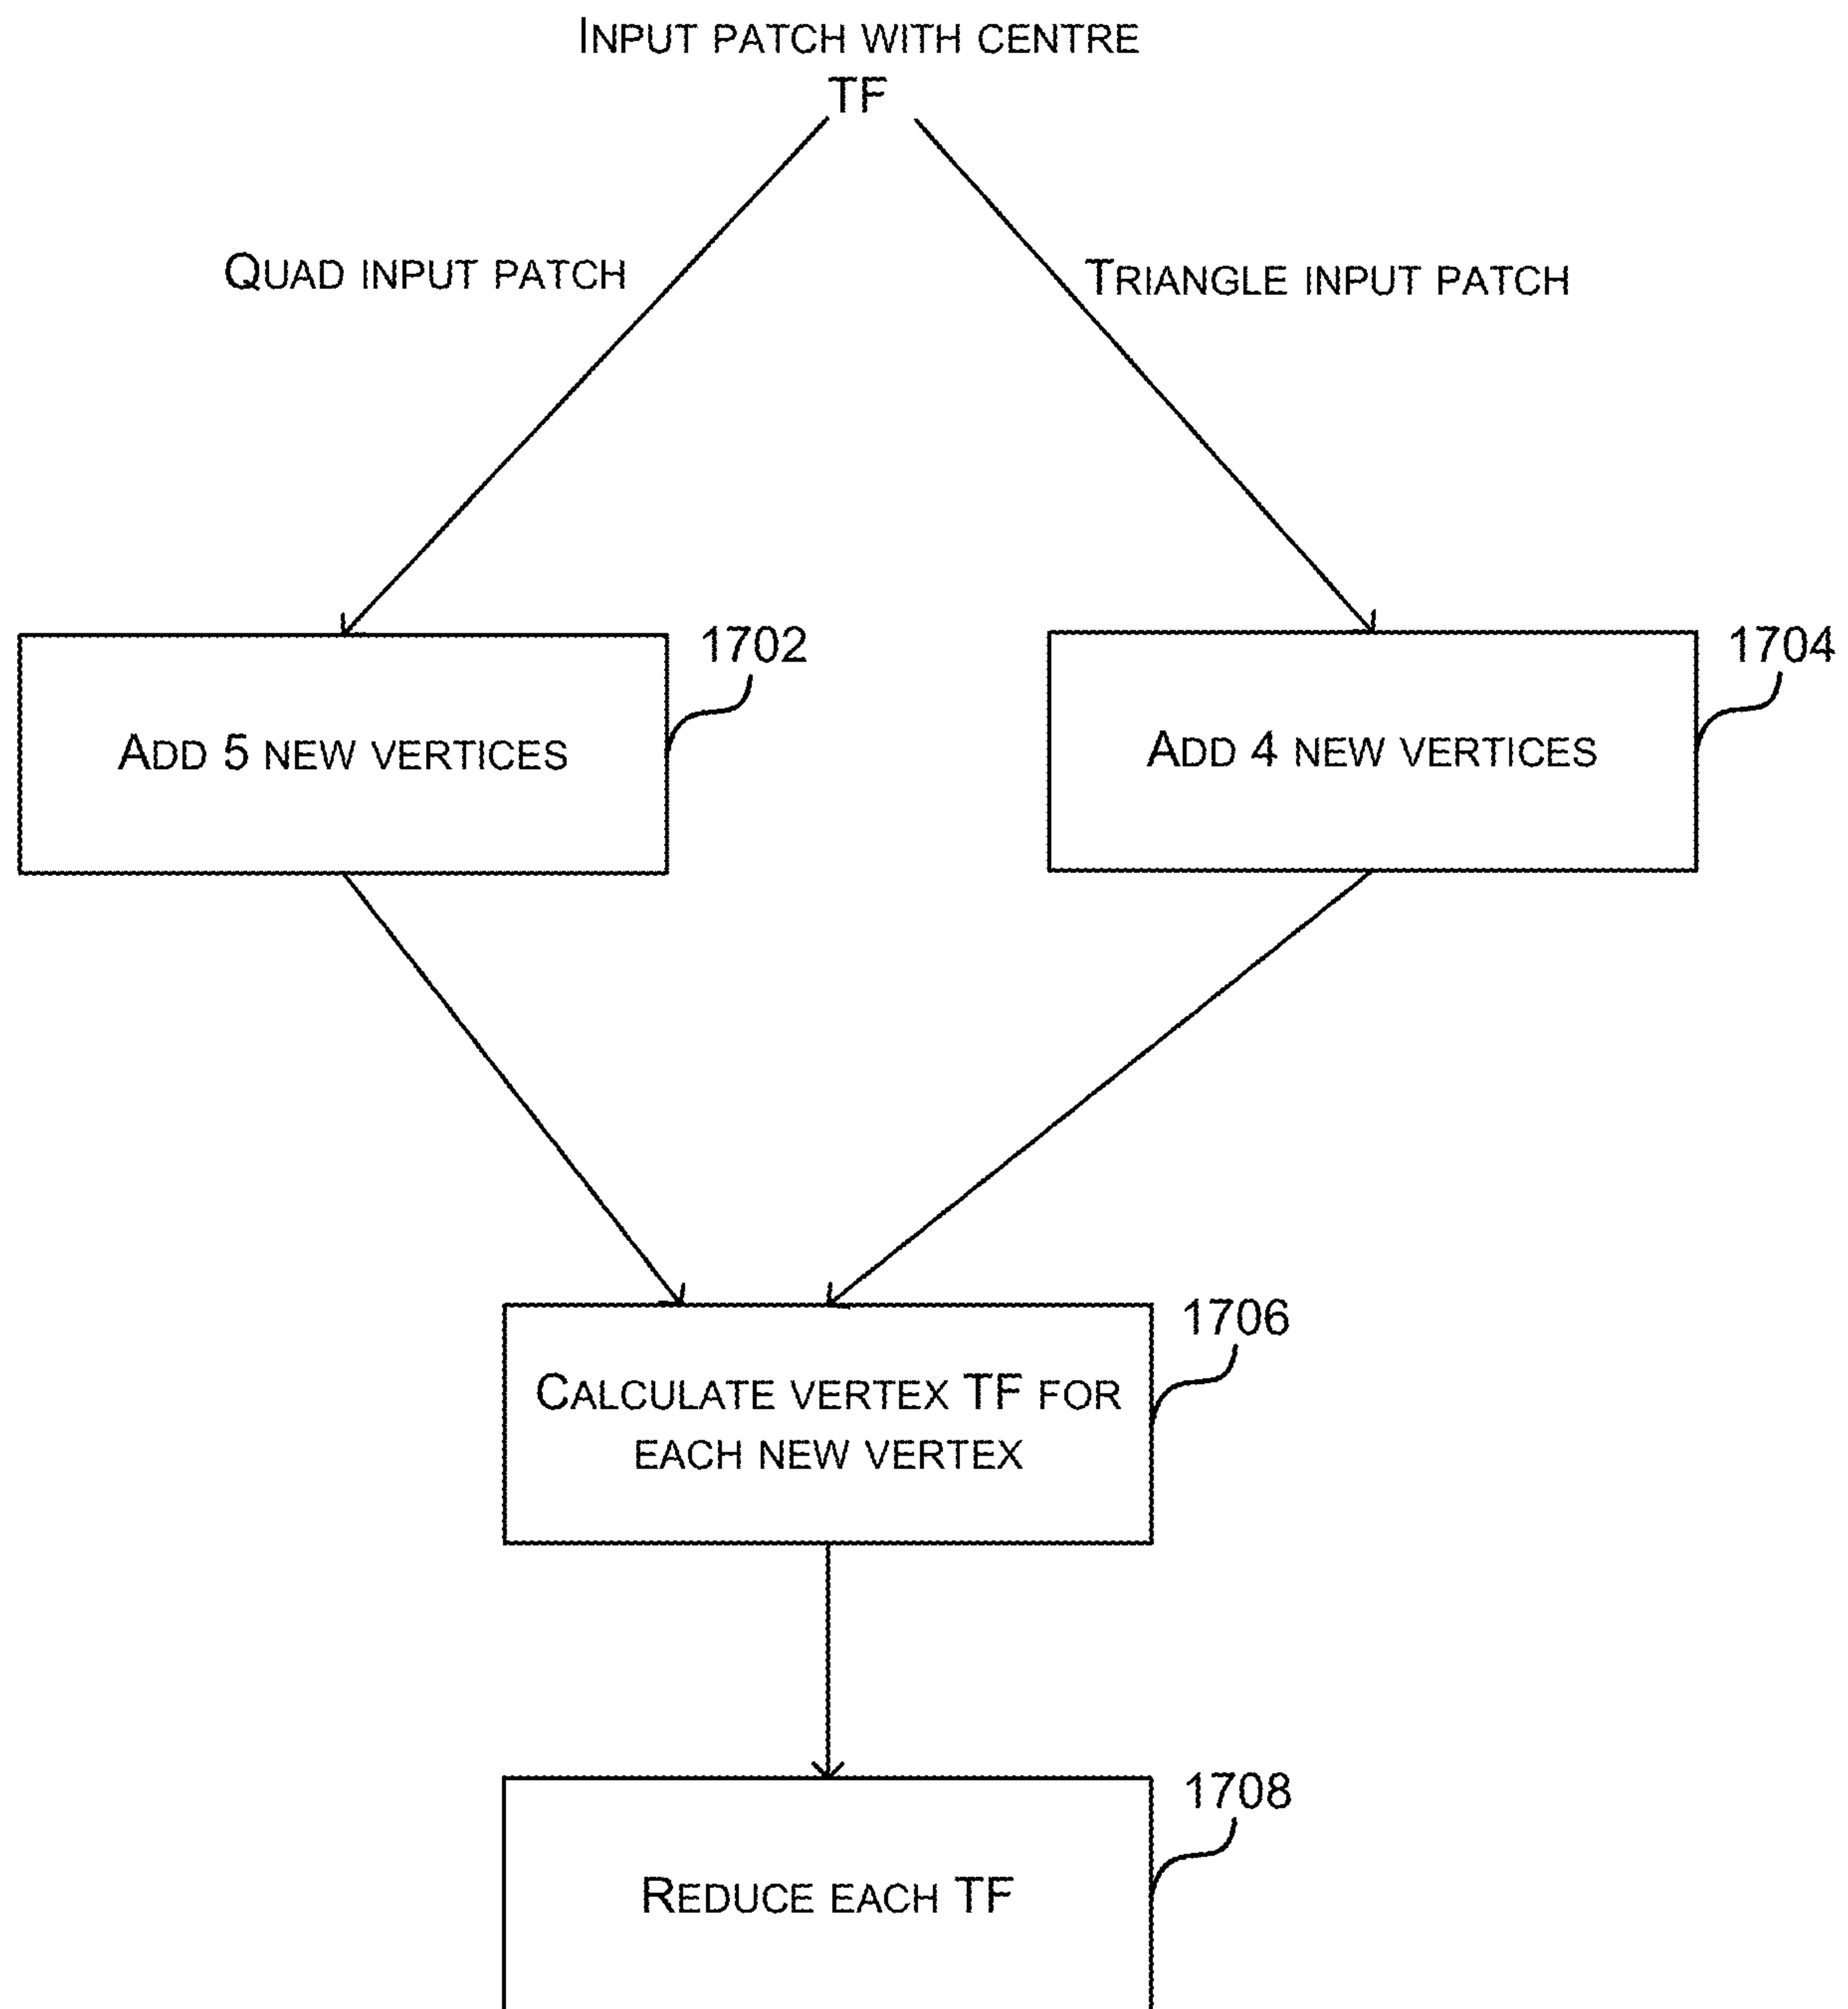 INPUT PATCH WITH CENTRE
TF
QUAD INPUT PATCH
TRIANGLE INPUT PATCH
1702
1704
ADD 5 NEW VERTICES
ADD 4 NEW VERTICES
1706
CALCULATE VERTEX TF FOR
EACH NEW VERTEX
1708
REDUCE EACH TF